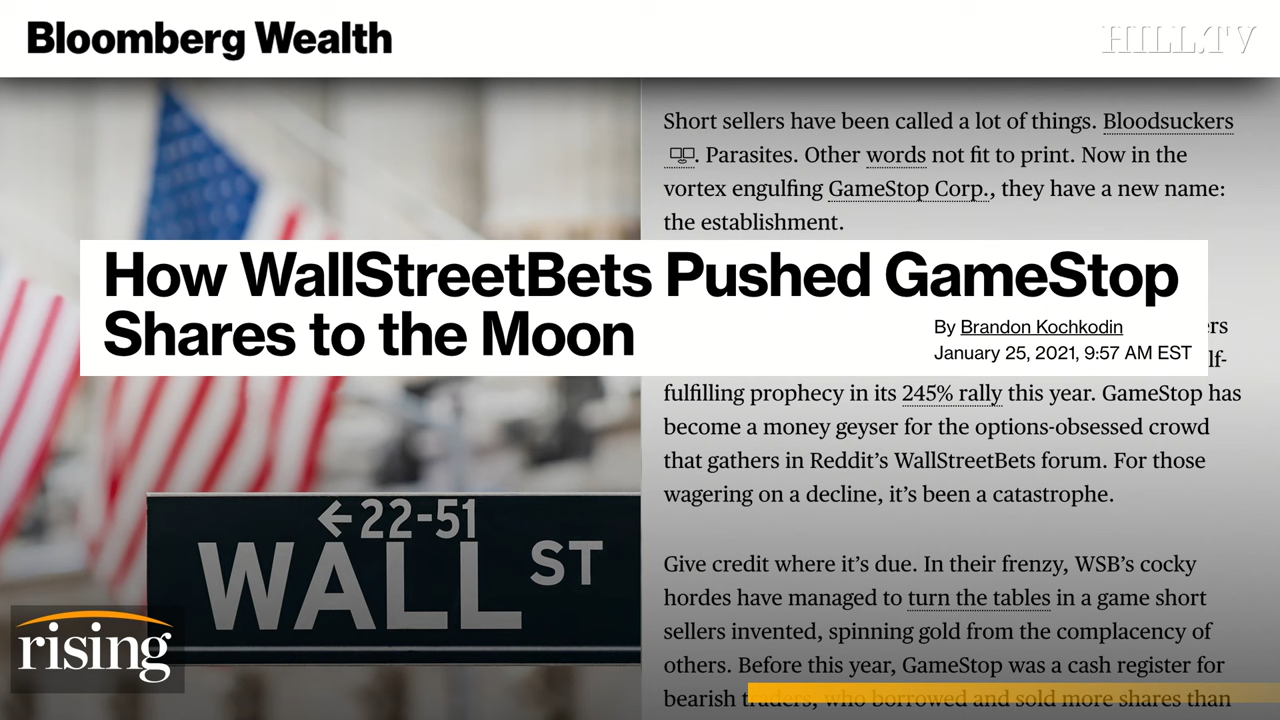 Bloomberg Wealth
HILL.TV
Short sellers have been called a lot of things. Bloodsuckers
. Parasites. Other words not fit to print. Now in the
vortex engulfing GameStop Corp., they have a new name:
the establishment.
How WallStreetBets Pushed GameStop
Shares to the Moon
By Brandon Kochkodin
January 25, 2021, 9:57 AM EST
fulfilling prophecy in its 245% rally this year. GameStop has
become a money geyser for the options-obsessed crowd
that gathers in Reddit’s WallStreetBets forum. For those
wagering on a decline, it’s been a catastrophe.
←22-51
WALL ST
Give credit where it’s due. In their frenzy, WSB’s cocky
hordes have managed to turn the tables in a game short
sellers invented, spinning gold from the complacency of
others. Before this year, GameStop was a cash register for
bearish traders, who borrowed and sold more shares than
rising